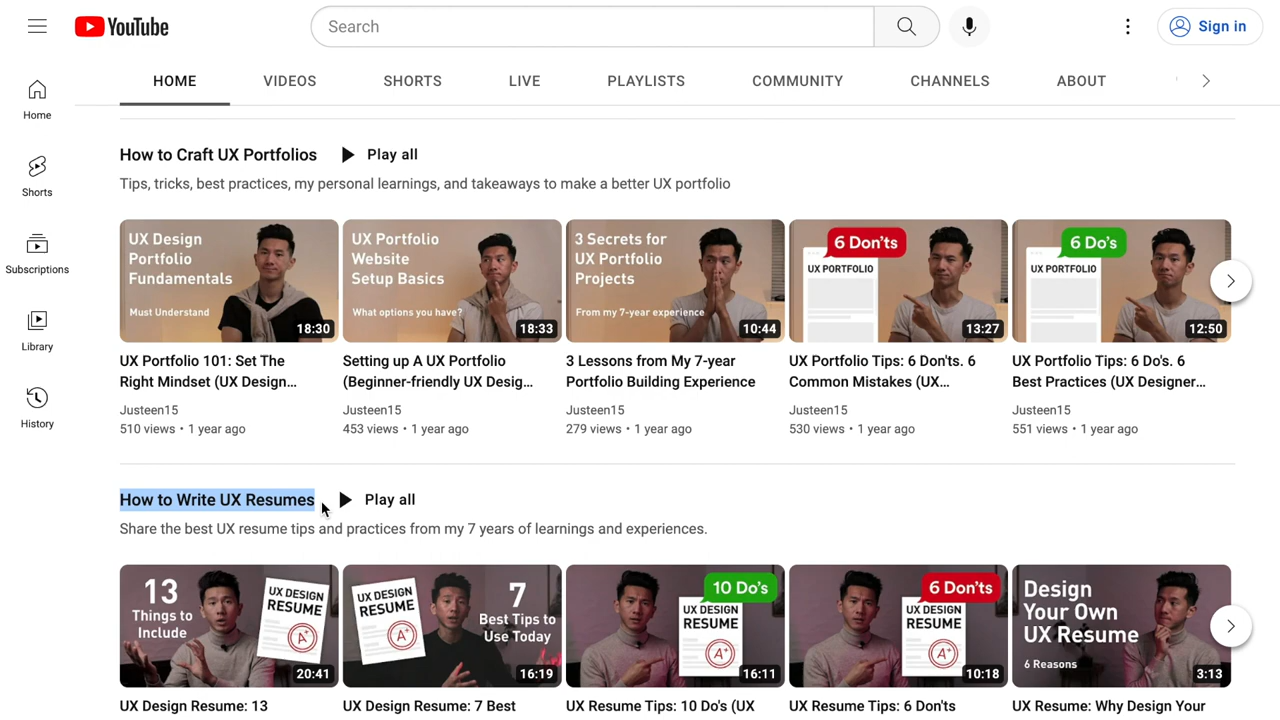 YouTube
Search
Sign in
HOME
VIDEOS
SHORTS
LIVE
PLAYLISTS
COMMUNITY
CHANNELS
ABOUT
Home
Shorts
Subscriptions
Library
History
How to Craft UX Portfolios
Play all
Tips, tricks, best practices, my personal learnings, and takeaways to make a better UX portfolio
UX Design
Portfolio
Fundamentals
Must Understand
18:30
UX Portfolio
Website
Setup Basics
What options you have?
18:33
3 Secrets for
UX Portfolio
Projects
From my 7-year experience
10:44
6 Don'ts
UX PORTFOLIO
13:27
6 Do's
UX PORTFOLIO
12:50
UX Portfolio 101: Set The
Right Mindset (UX Design...
Justeen15
510 views • 1 year ago
Setting up A UX Portfolio
(Beginner-friendly UX Desig...
Justeen15
453 views • 1 year ago
3 Lessons from My 7-year
Portfolio Building Experience
Justeen15
279 views • 1 year ago
UX Portfolio Tips: 6 Don'ts. 6
Common Mistakes (UX...
Justeen15
530 views • 1 year ago
UX Portfolio Tips: 6 Do's. 6
Best Practices (UX Designer...
Justeen15
551 views • 1 year ago
How to Write UX Resumes
Play all
Share the best UX resume tips and practices from my 7 years of learnings and experiences.
13
Things to
Include
UX DESIGN
RESUME
A+
20:41
UX DESIGN
RESUME
A+
7
Best Tips to
Use Today
16:19
10 Do's
UX DESIGN
RESUME
A+
16:11
6 Don'ts
UX DESIGN
RESUME
A+
10:18
Design
Your Own
UX Resume
6 Reasons
3:13
UX Design Resume: 13
UX Design Resume: 7 Best
UX Resume Tips: 10 Do's (UX
UX Resume Tips: 6 Don'ts
UX Resume: Why Design Your